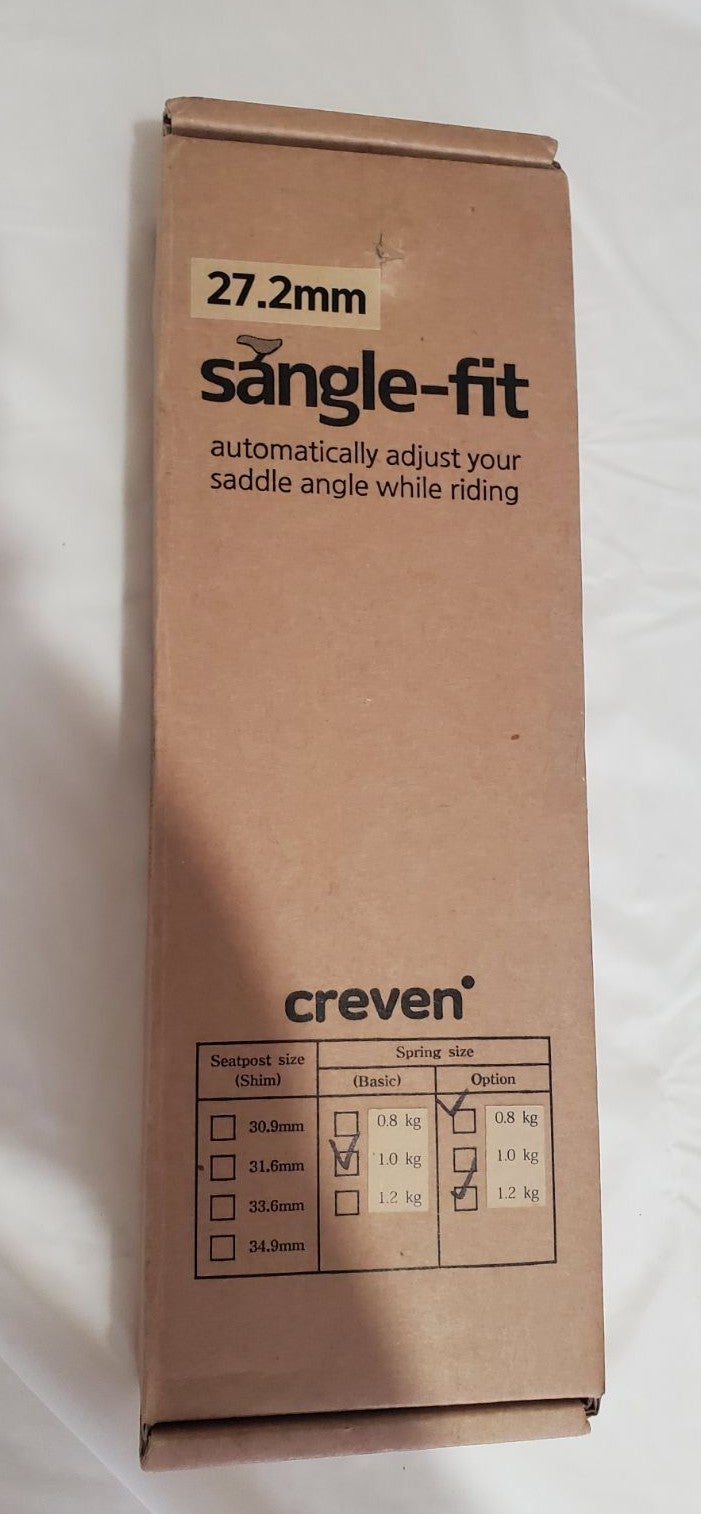 27.2mm
sangle-fit
automatically adjust your
saddle angle while riding
creven
Seatpost size
(Shim)
Spring size
(Basic)
Option
30.9mm
31.6mm
33.6mm
34.9mm
0.8 kg
1.0 kg
1.2 kg
0.8 kg
1.0 kg
1.2 kg